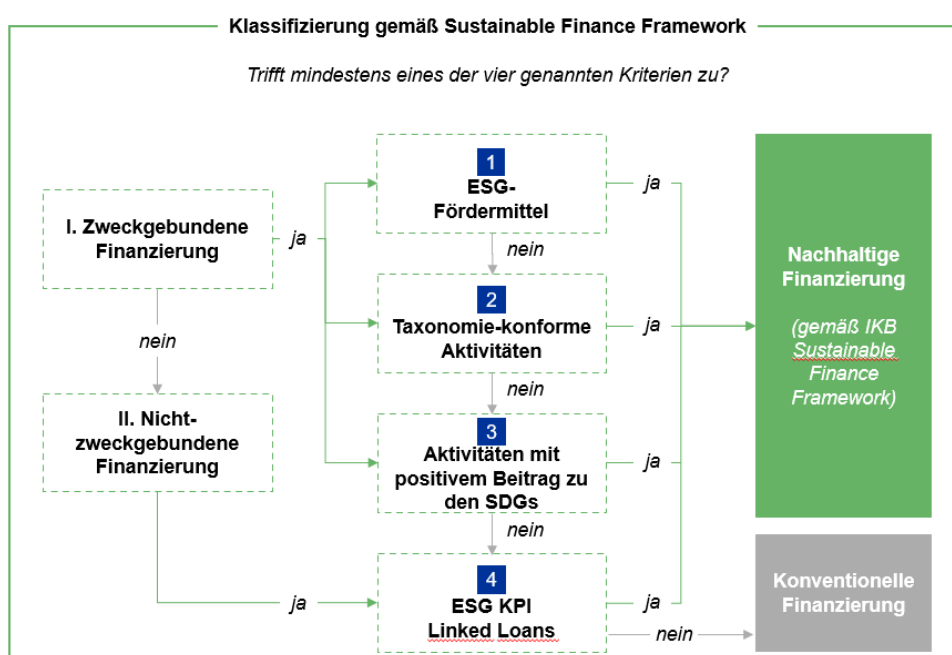 Klassifizierung gemäß Sustainable Finance Framework
Trifft mindestens eines der vier genannten Kriterien zu?
I. Zweckgebundene
Finanzierung
ja
nein
II. Nicht-
zweckgebundene
Finanzierung
ja
1
ESG-
Fördermittel
ja
nein
2
Taxonomie-konforme
Aktivitäten
ja
nein
3
Aktivitäten mit
positivem Beitrag zu
den SDGs
ja
nein
4
ESG KPI
Linked Loans
ja
nein
Nachhaltige
Finanzierung
(gemäß IKB
Sustainable
Finance
Framework)
Konventionelle
Finanzierung